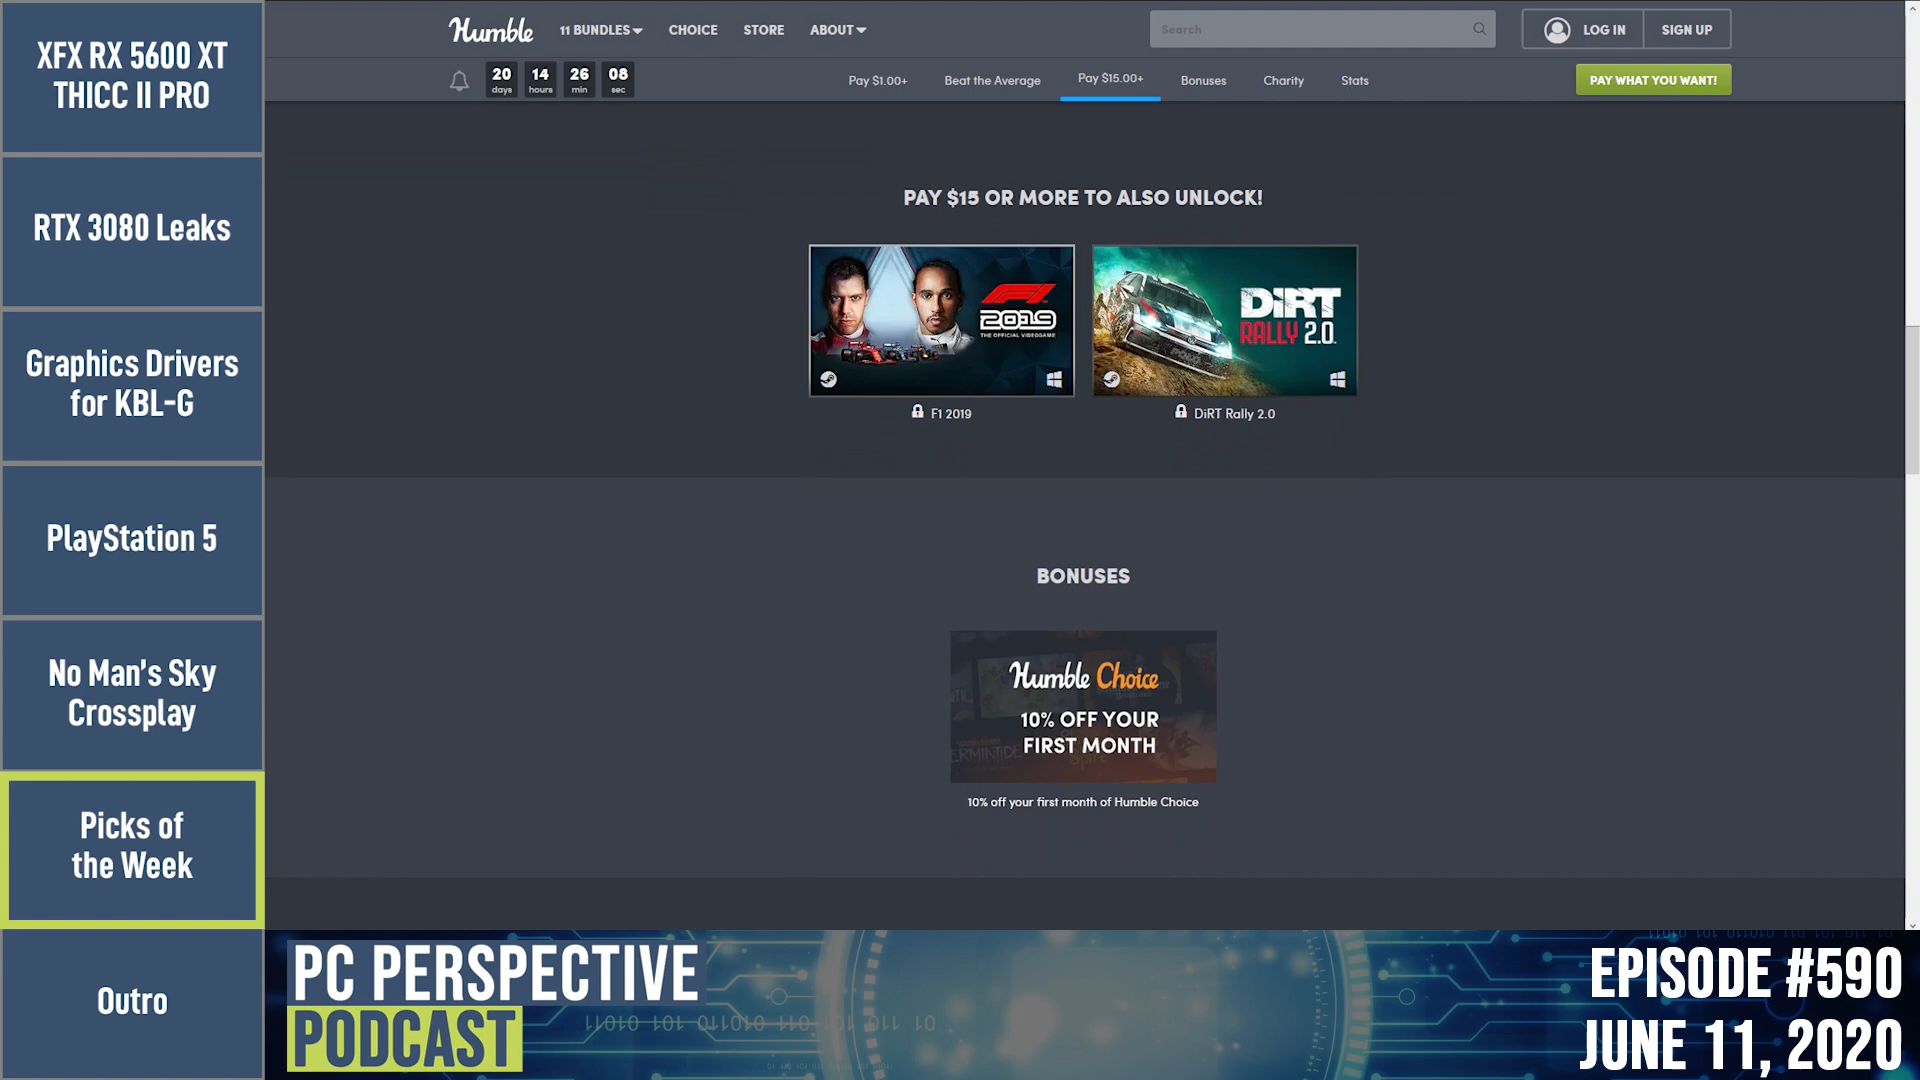 XFX RX 5600 XT
THICC II PRO
RTX 3080 Leaks
Graphics Drivers
for KBL-G
PlayStation 5
No Man's Sky
Crossplay
Picks of
the Week
Outro
Humble
11 BUNDLES
CHOICE
STORE
ABOUT
Search
LOG IN
SIGN UP
20
days
14
hours
26
min
08
sec
Pay $1.00+
Beat the Average
Pay $15.00+
Bonuses
Charity
Stats
PAY WHAT YOU WANT!
PAY $15 OR MORE TO ALSO UNLOCK!
F1
2019
THE OFFICIAL VIDEOGAME
DiRT
RALLY 2.0
F1 2019
DiRT Rally 2.0
BONUSES
Humble Choice
10% OFF YOUR
FIRST MONTH
10% off your first month of Humble Choice
PC PERSPECTIVE
PODCAST
EPISODE #590
JUNE 11, 2020